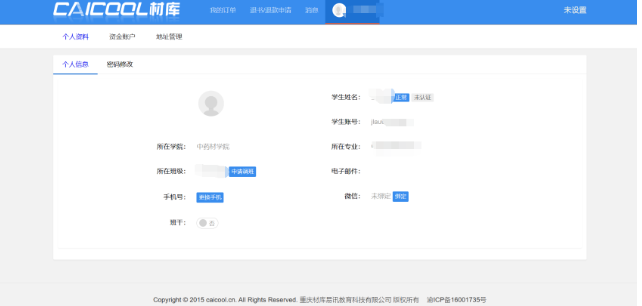 CAICOOL材库 我的订单 退书/退款申请 消息 未设置
个人资料 资金账户 地址管理
个人信息 密码修改
学生姓名： 正常 未认证
学生账号：
所在学院： 中药材学院 所在专业：
所在班级： 申请调班 电子邮件：
手机号： 更换手机 微信： 未绑定 绑定
班干： 否
Copyright © 2015 caicool.cn. All Rights Reserved. 重庆材库居讯教育科技有限公司 版权所有 渝ICP备16001735号